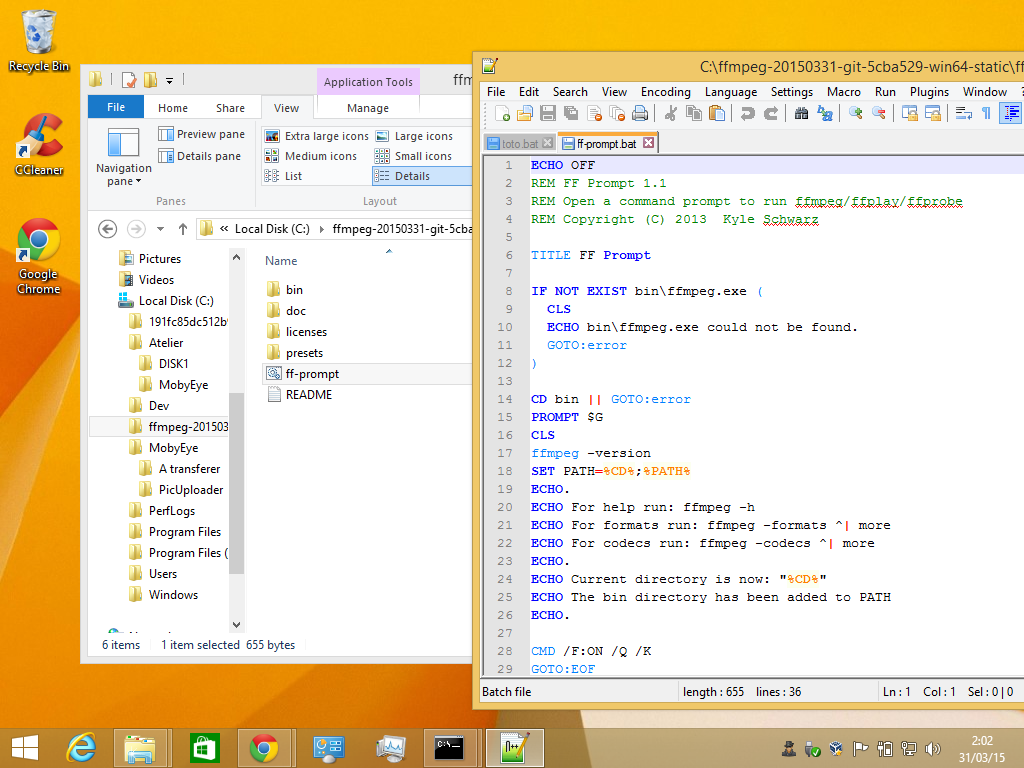 Recycle Bin
CCleaner
Google
Chrome
Application Tools
ffm
File
Home
Share
View
Manage
Navigation
pane
Preview pane
Details pane
Panes
Extra large icons
Large icons
Medium icons
Small icons
List
Details
Layout
« Local Disk (C:)
ffmpeg-20150331-git-5cba
Pictures
Videos
Local Disk (C:)
191fc85dc512b
Atelier
DISK1
MobyEye
Dev
ffmpeg-201503
MobyEye
A transferer
PicUploader
PerfLogs
Program Files
Program Files (
Users
Windows
Name
bin
doc
licenses
presets
ff-prompt
README
6 items
1 item selected 655 bytes
C:\ffmpeg-20150331-git-5cba529-win64-static\ff
File Edit Search View Encoding Language Settings Macro Run Plugins Window ?
toto.bat
ff-prompt.bat
1 ECHO OFF
2 REM FF Prompt 1.1
3 REM Open a command prompt to run ffmpeg/ffplay/ffprobe
4 REM Copyright (C) 2013  Kyle Schwarz
5
6 TITLE FF Prompt
7
8 IF NOT EXIST bin\ffmpeg.exe (
9   CLS
10   ECHO bin\ffmpeg.exe could not be found.
11   GOTO:error
12 )
13
14 CD bin || GOTO:error
15 PROMPT $G
16 CLS
17 ffmpeg -version
18 SET PATH=%CD%;%PATH%
19 ECHO.
20 ECHO For help run: ffmpeg -h
21 ECHO For formats run: ffmpeg -formats ^| more
22 ECHO For codecs run: ffmpeg -codecs ^| more
23 ECHO.
24 ECHO Current directory is now: "%CD%"
25 ECHO The bin directory has been added to PATH
26 ECHO.
27
28 CMD /F:ON /Q /K
29 GOTO:EOF
Batch file
length : 655 lines : 36
Ln : 1 Col : 1 Sel : 0 | 0
2:02
31/03/15